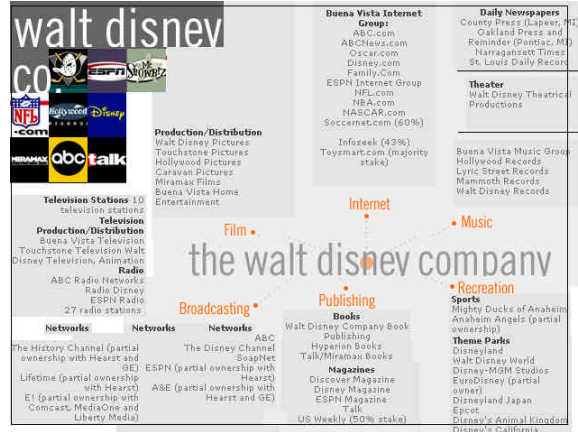 walt disney
co.
ESPN
NFL
.com
Hollywood
RECORDS
Disney
MIRAMAX
abc
talk
Production/Distribution
Walt Disney Pictures
Touchstone Pictures
Hollywood Pictures
Caravan Pictures
Miramax Films
Buena Vista Home
Entertainment
Buena Vista Internet
Group:
ABC.com
ABCNews.com
Oscar.com
Disney.com
Family.Com
ESPN Internet Group
NFL.com
NBA.com
NASCAR.com
Soccernet.com (60%)
Infoseek (43%)
Toysmart.com (majority
stake)
Daily Newspapers
County Press (Lapeer, MI)
Oakland Press and
Reminder (Pontiac, MI)
Narragansett Times
St. Louis Daily Record
Theater
Walt Disney Theatrical
Productions
Buena Vista Music Group
Hollywood Records
Lyric Street Records
Mammoth Records
Walt Disney Records
Television Stations 10
television stations
Television
Production/Distribution
Buena Vista Television
Touchstone Television Walt
Disney Television, Animation
Radio
ABC Radio Networks
Radio Disney
ESPN Radio
27 radio stations
Internet
Film
Music
the walt disney company
Broadcasting
Publishing
Recreation
Networks
The History Channel (partial
ownership with Hearst and
GE)
Lifetime (partial ownership
with Hearst)
E! (partial ownership with
Comcast, MediaOne and
Liberty Media)
Networks
Networks
ABC
The Disney Channel
SoapNet
ESPN (partial ownership with
Hearst)
A&E (partial ownership with
Hearst and GE)
Books
Walt Disney Company Book
Publishing
Hyperion Books
Talk/Miramax Books
Magazines
Discover Magazine
Disney Magazine
ESPN Magazine
Talk
US Weekly (50% stake)
Sports
Mighty Ducks of Anaheim
Anaheim Angels (partial
ownership)
Theme Parks
Disneyland
Walt Disney World
Disney-MGM Studios
EuroDisney (partial
owner)
Disneyland Japan
Epcot
Disney's Animal Kingdom
Disney's California